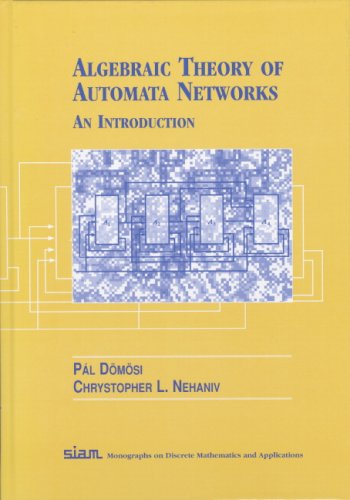 ALGEBRAIC THEORY OF
AUTOMATA NETWORKS
AN INTRODUCTION
PÁL DÖMÖSI
CHRYSTOPHER L. NEHANIV
siam Monographs on Discrete Mathematics and Applications